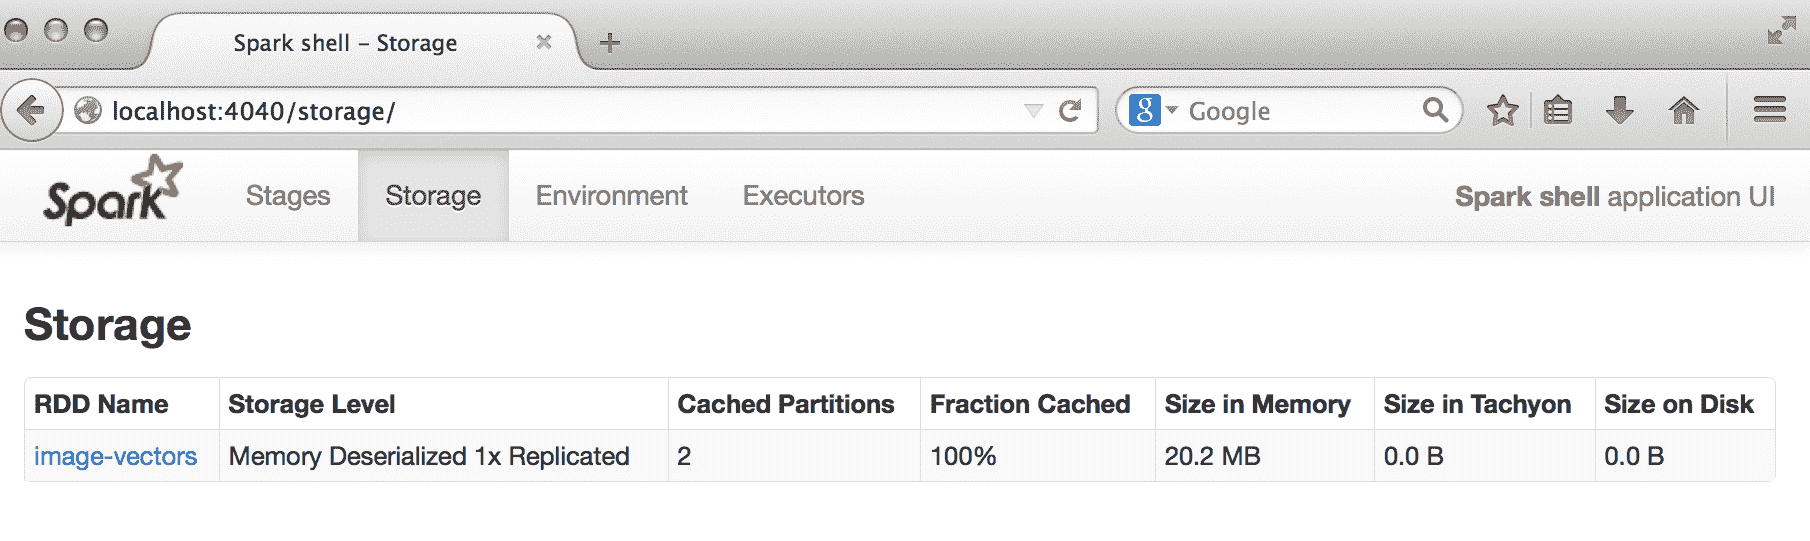 Spark shell – Storage
localhost:4040/storage/
g Google
Spark Stages Storage Environment Executors Spark shell application UI
Storage
RDD Name Storage Level Cached Partitions Fraction Cached Size in Memory Size in Tachyon Size on Disk
image-vectors Memory Deserialized 1x Replicated 2 100% 20.2 MB 0.0 B 0.0 B